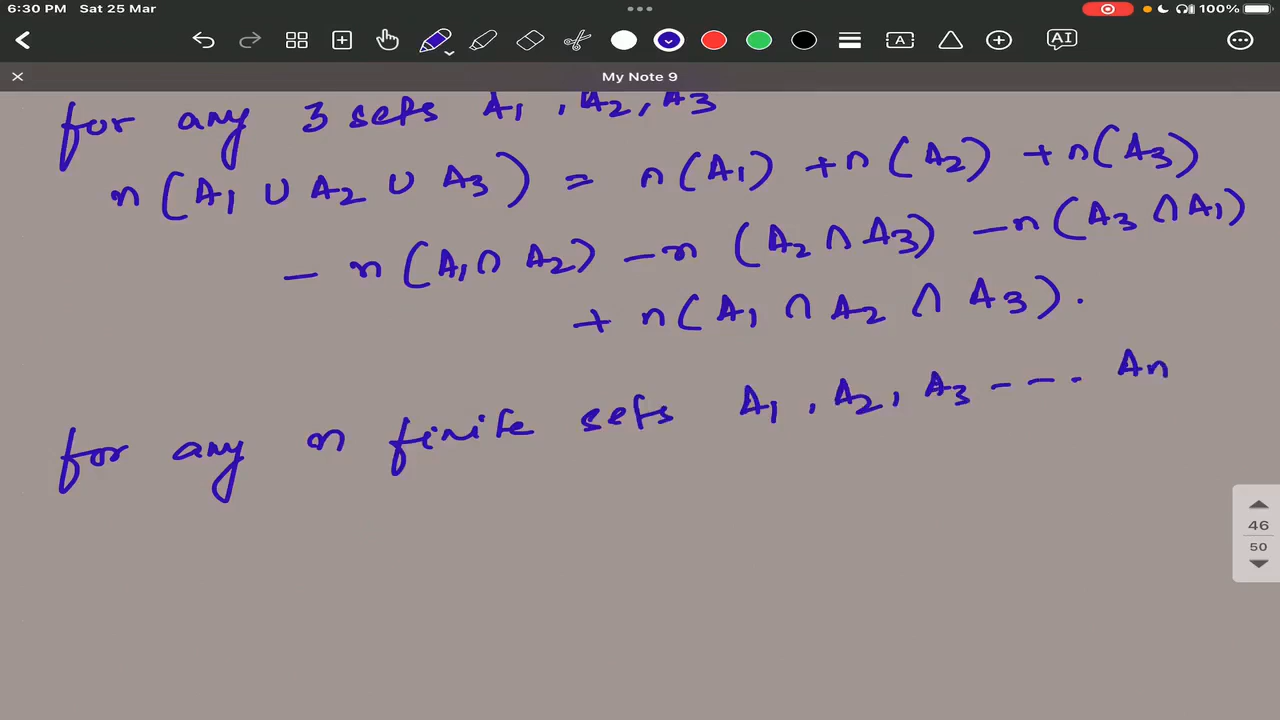 6:30 PM Sat 25 Mar
100%
A
AI
My Note 9
for any 3 sets A1, A2, A3
n(A1 ∪ A2 ∪ A3) = n(A1) + n(A2) + n(A3)
- n(A1 ∩ A2) - n(A2 ∩ A3) - n(A3 ∩ A1)
+ n(A1 ∩ A2 ∩ A3).
for any n finite sets A1, A2, A3 ---. An
46
50